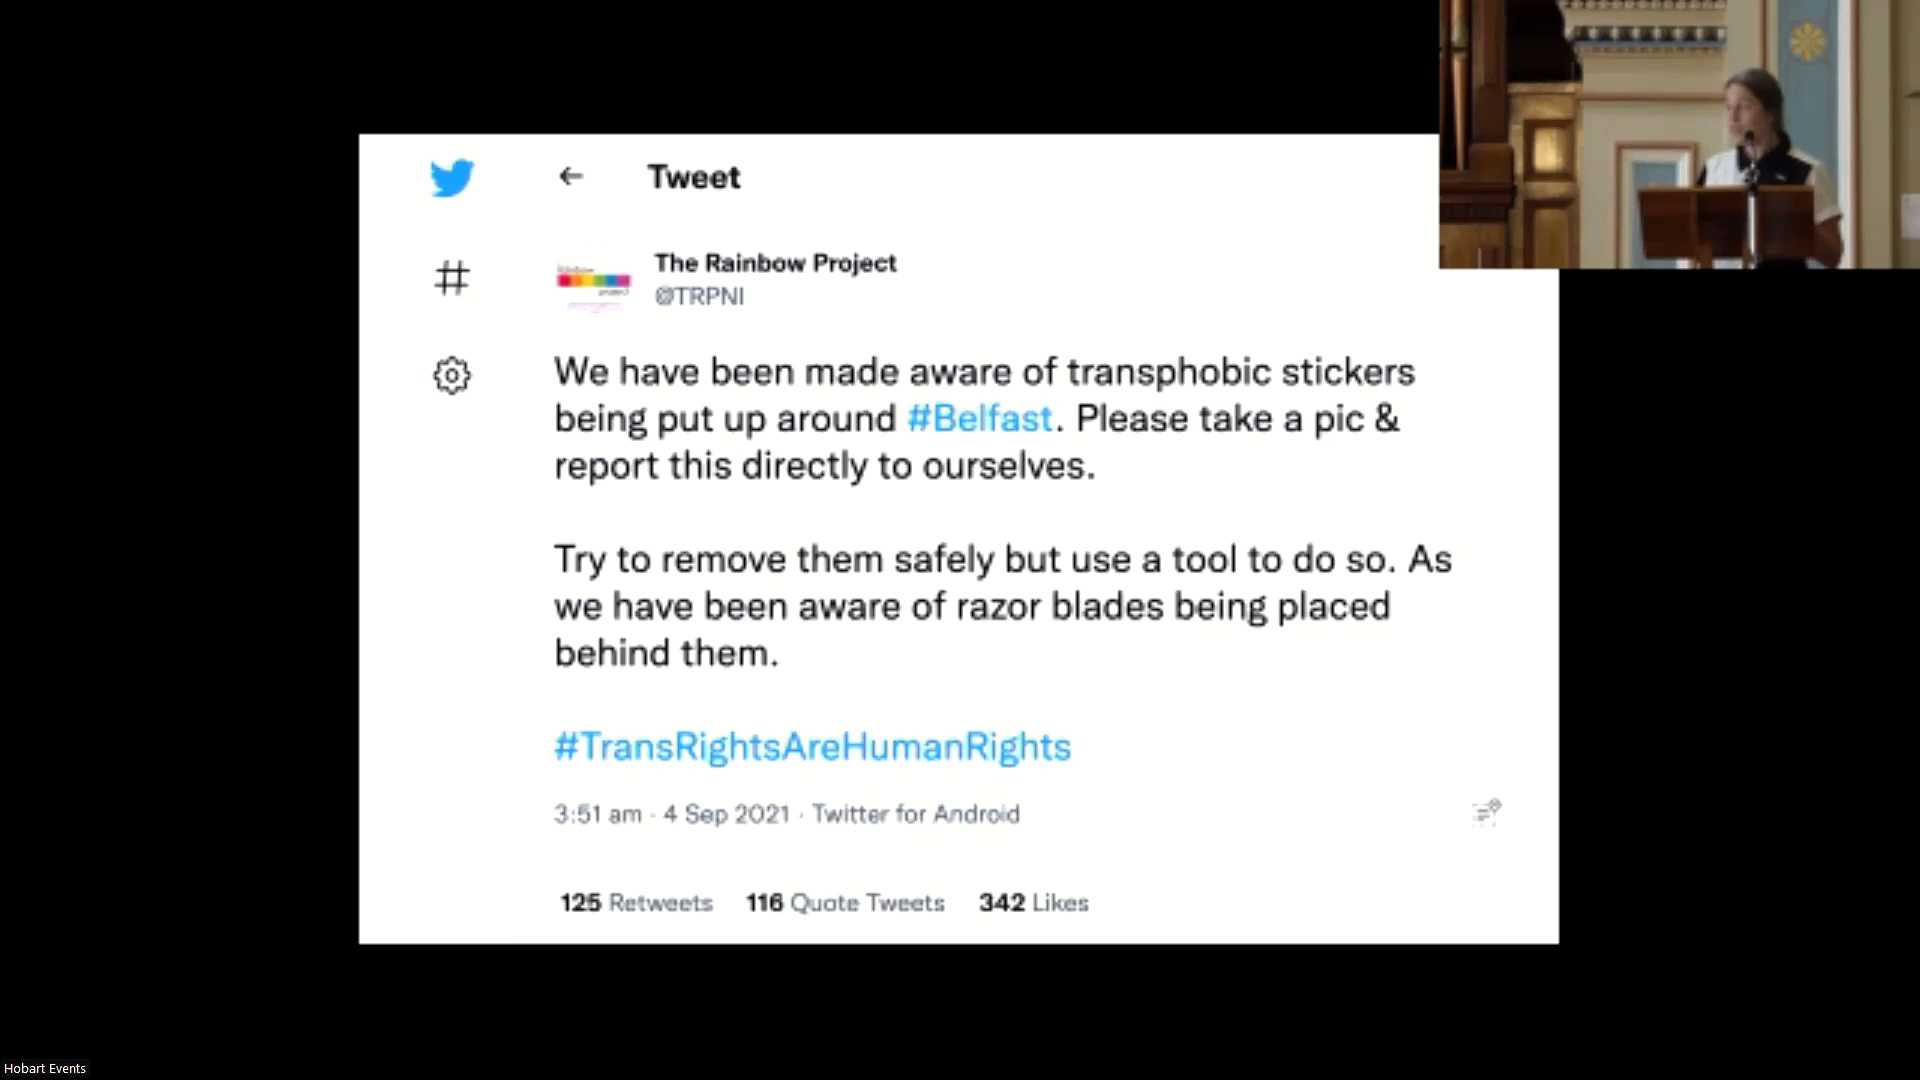 Tweet
The Rainbow Project
@TRPNI
We have been made aware of transphobic stickers
being put up around #Belfast. Please take a pic &
report this directly to ourselves.
Try to remove them safely but use a tool to do so. As
we have been aware of razor blades being placed
behind them.
#TransRightsAreHumanRights
3:51 am · 4 Sep 2021 · Twitter for Android
125 Retweets 116 Quote Tweets 342 Likes
Hobart Events